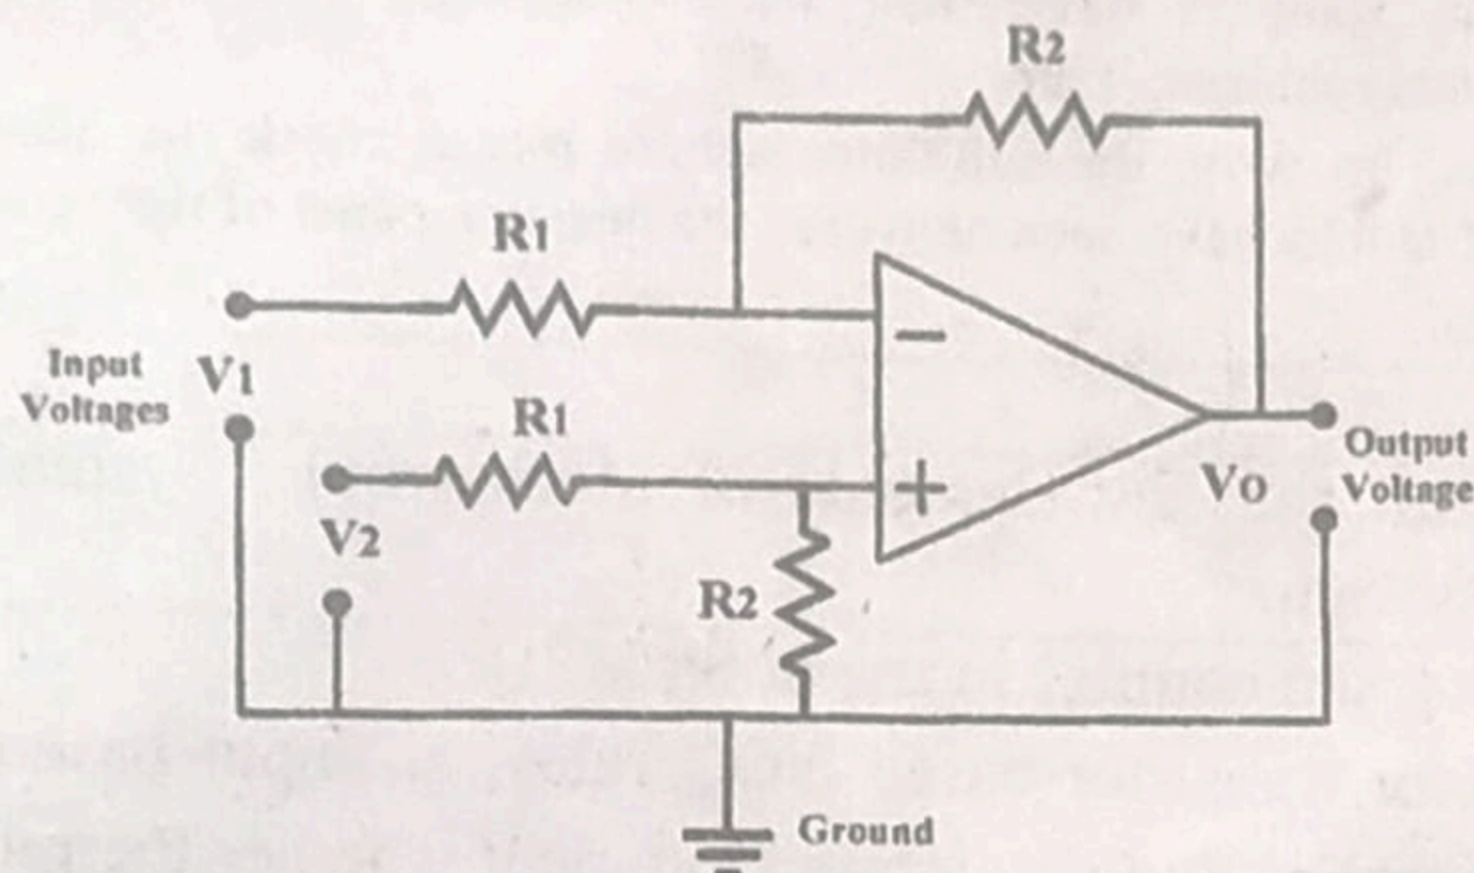 R2
R1
Input
Voltages
V1
R1
−
+
V2
R2
Vo
Output
Voltage
Ground